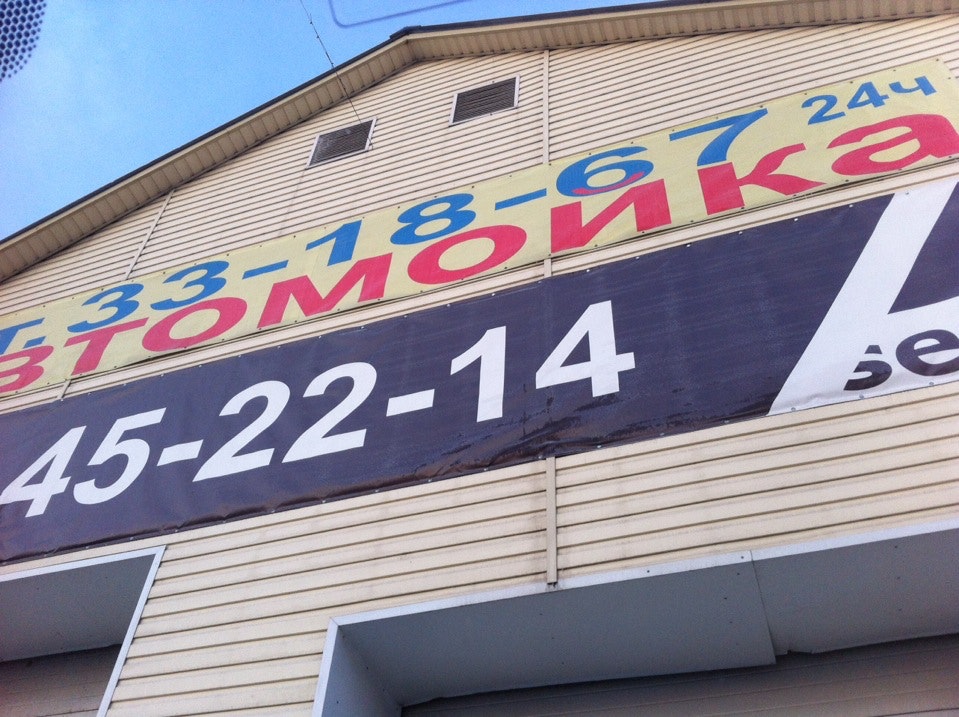 т. 33-18-67 24ч
втомойка
45-22-14
se